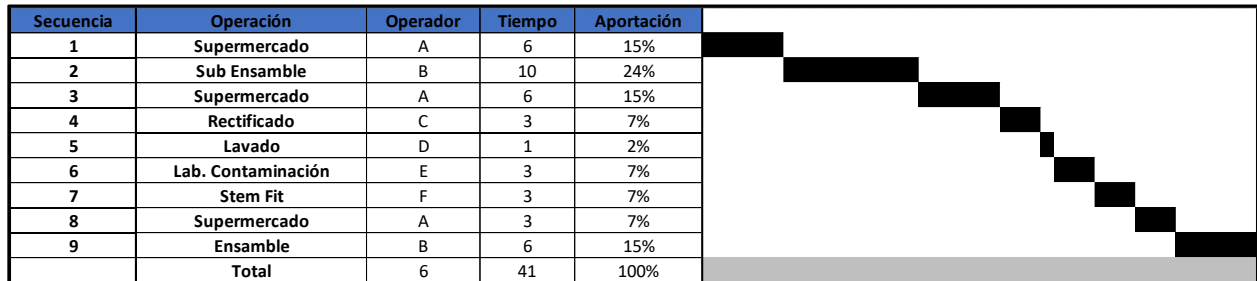 Secuencia Operación Operador Tiempo Aportación
1 Supermercado A 6 15%
2 Sub Ensamble B 10 24%
3 Supermercado A 6 15%
4 Rectificado C 3 7%
5 Lavado D 1 2%
6 Lab. Contaminación E 3 7%
7 Stem Fit F 3 7%
8 Supermercado A 3 7%
9 Ensamble B 6 15%
Total 6 41 100%